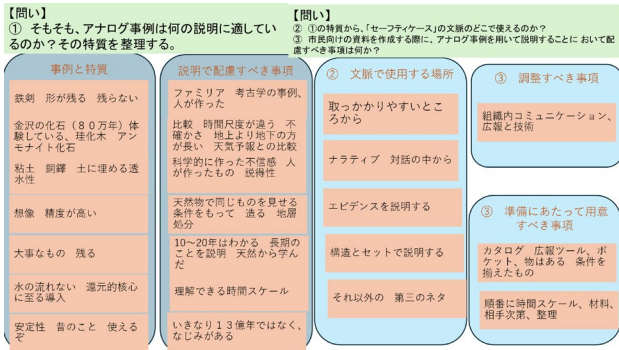 【問い】
① そもそも、アナログ事例は何の説明に適してい
るのか？その特質を整理する。
【問い】
② ①の特質から、「セーフティケース」の文脈のどこで使えるのか？
③ 市民向けの資料を作成する際に、アナログ事例を用いて説明することに おいて配
慮すべき事項は何か？
事例と特質
鉄剣 形が残る 残らない
金沢の化石（８０万年）体
験している、珪化木 アン
モナイト化石
粘土 銅鐸 土に埋める透
水性
想像 精度が高い
大事なもの 残る
水の流れない 還元的核心
に至る導入
安定性 昔のこと 使える
ぞ
説明で配慮すべき事項
ファミリア 考古学の事例、
人が作った
比較 時間尺度が違う 不
確かさ 地上より地下の方
が長い 天気予報との比較
科学的に作った不信感 人
が作ったもの 説得性
天然物で同じものを見せる
条件をもって 造る 地層
処分
10～20年はわかる 長期の
ことを説明 天然から学ん
だ
理解できる時間スケール
いきなり１３億年ではなく、
なじみがある
② 文脈で使用する場所
取っかかりやすいとこ
ろから
ナラティブ 対話の中から
エビデンスを説明する
構造とセットで説明する
それ以外の 第三のネタ
③ 調整すべき事項
組織内コミュニケーション、
広報と技術
③ 準備にあたって用意
すべき事項
カタログ 広報ツール、ポ
ケット、物はある 条件を
揃えたもの
順番に時間スケール、材料、
相手次第、整理